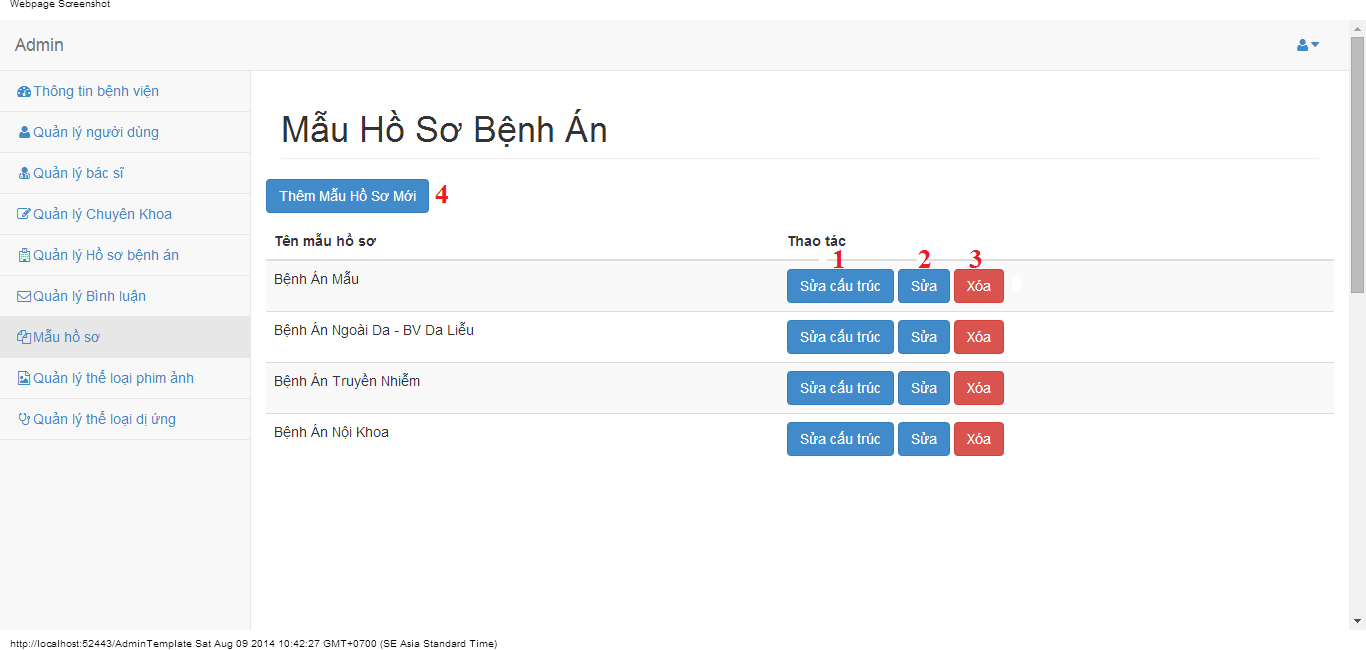 Webpage Screenshot
Admin
Thông tin bệnh viện
Quản lý người dùng
Quản lý bác sĩ
Quản lý Chuyên Khoa
Quản lý Hồ sơ bệnh án
Quản lý Bình luận
Mẫu hồ sơ
Quản lý thể loại phim ảnh
Quản lý thể loại dị ứng
Mẫu Hồ Sơ Bệnh Án
Thêm Mẫu Hồ Sơ Mới 4
Tên mẫu hồ sơ Thao tác
1 2 3
Bệnh Án Mẫu Sửa cấu trúc Sửa Xóa
Bệnh Án Ngoài Da - BV Da Liễu Sửa cấu trúc Sửa Xóa
Bệnh Án Truyền Nhiễm Sửa cấu trúc Sửa Xóa
Bệnh Án Nội Khoa Sửa cấu trúc Sửa Xóa
http://localhost:52443/AdminTemplate Sat Aug 09 2014 10:42:27 GMT+0700 (SE Asia Standard Time)